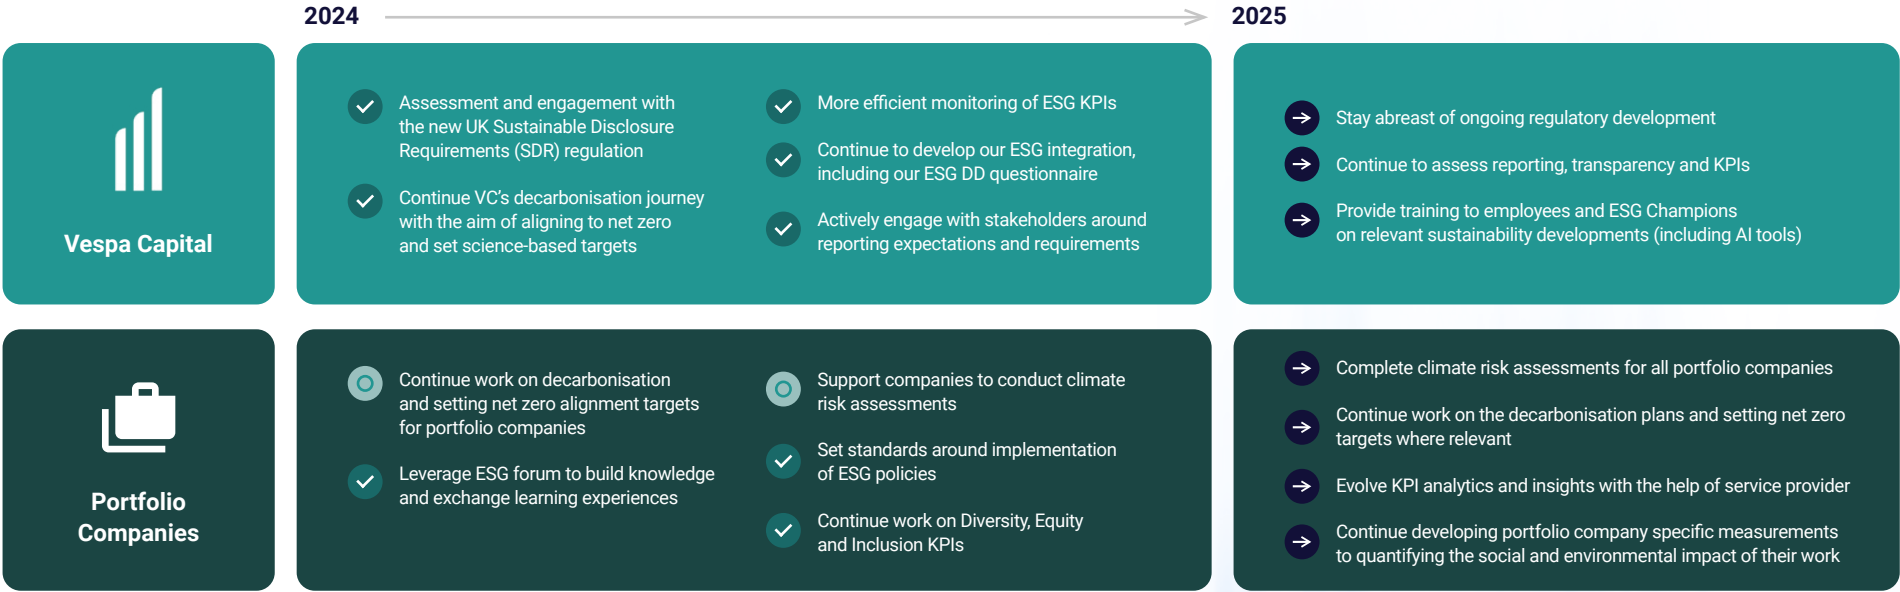 2024
2025
Vespa Capital
Assessment and engagement with
the new UK Sustainable Disclosure
Requirements (SDR) regulation
Continue VC's decarbonisation journey
with the aim of aligning to net zero
and set science-based targets
More efficient monitoring of ESG KPIs
Continue to develop our ESG integration,
including our ESG DD questionnaire
Actively engage with stakeholders around
reporting expectations and requirements
Stay abreast of ongoing regulatory development
Continue to assess reporting, transparency and KPIs
Provide training to employees and ESG Champions
on relevant sustainability developments (including AI tools)
Portfolio
Companies
Continue work on decarbonisation
and setting net zero alignment targets
for portfolio companies
Leverage ESG forum to build knowledge
and exchange learning experiences
Support companies to conduct climate
risk assessments
Set standards around implementation
of ESG policies
Continue work on Diversity, Equity
and Inclusion KPIs
Complete climate risk assessments for all portfolio companies
Continue work on the decarbonisation plans and setting net zero
targets where relevant
Evolve KPI analytics and insights with the help of service provider
Continue developing portfolio company specific measurements
to quantifying the social and environmental impact of their work